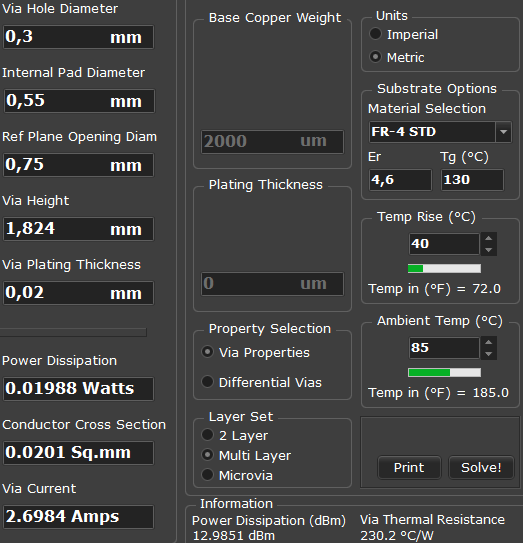 Via Hole Diameter
0,3 mm
Internal Pad Diameter
0,55 mm
Ref Plane Opening Diam
0,75 mm
Via Height
1,824 mm
Via Plating Thickness
0,02 mm
Power Dissipation
0.01988 Watts
Conductor Cross Section
0.0201 Sq.mm
Via Current
2.6984 Amps
Base Copper Weight
2000 um
Plating Thickness
0 um
Property Selection
Via Properties
Differential Vias
Layer Set
2 Layer
Multi Layer
Microvia
Units
Imperial
Metric
Substrate Options
Material Selection
FR-4 STD
Er Tg (°C)
4,6 130
Temp Rise (°C)
40
Temp in (°F) = 72.0
Ambient Temp (°C)
85
Temp in (°F) = 185.0
Print Solve!
Information
Power Dissipation (dBm) Via Thermal Resistance
12.9851 dBm 230.2 °C/W